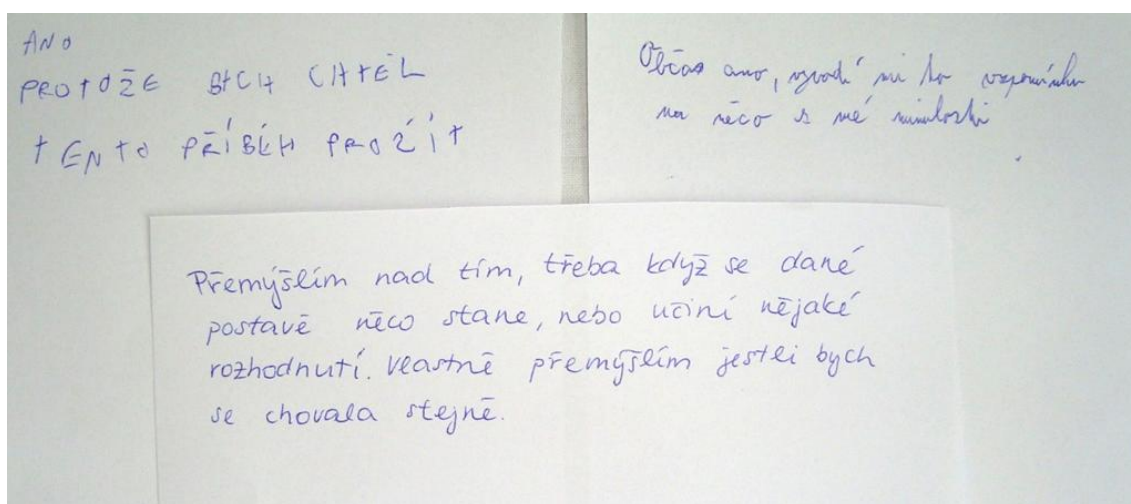 ANO
PROTOŽE BYCH CHTĚL
TENTO PŘÍBĚH PROŽÍT
Občas ano, vyvodí mi to vzpomínku
na něco s mé minulosti
Přemýšlím nad tím, třeba když se dané
postavě něco stane, nebo učiní nějaké
rozhodnutí. Vlastně přemýšlím jestli bych
se chovala stejně.